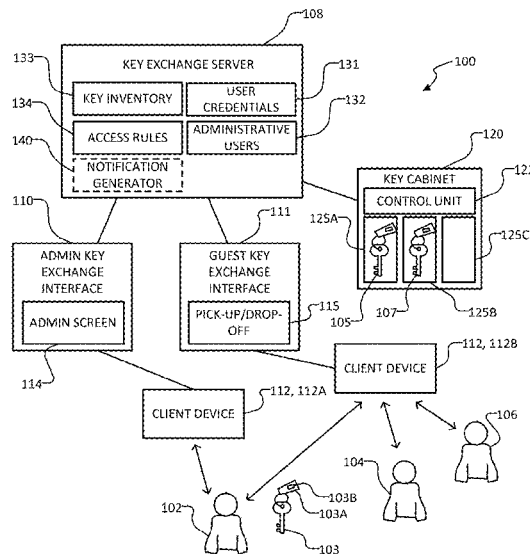 108
KEY EXCHANGE SERVER
133
131
100
KEY INVENTORY
USER
CREDENTIALS
134
132
ACCESS RULES
ADMINISTRATIVE
USERS
140
NOTIFICATION
GENERATOR
120
KEY CABINET
CONTROL UNIT
110
111
125A
125C
ADMIN KEY
EXCHANGE
INTERFACE
GUEST KEY
EXCHANGE
INTERFACE
115
105
107
125B
ADMIN SCREEN
PICK-UP/DROP-
OFF
114
112, 112A
112, 112B
CLIENT DEVICE
CLIENT DEVICE
106
104
102
103B
103A
103